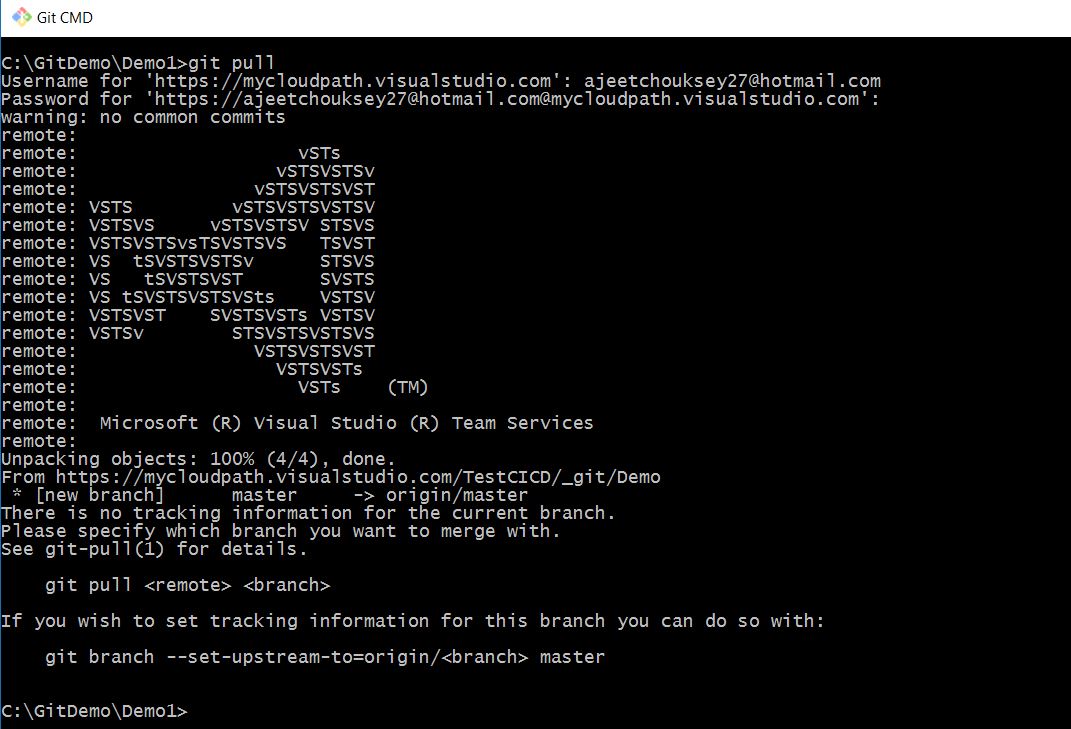 Git CMD
C:\GitDemo\Demo1>git pull
Username for 'https://mycloudpath.visualstudio.com': ajeetchouksey27@hotmail.com
Password for 'https://ajeetchouksey27@hotmail.com@mycloudpath.visualstudio.com':
warning: no common commits
remote:
remote:                    vSTs
remote:                  vSTSVSTSv
remote:                vSTSVSTSVST
remote: VSTS         vSTSVSTSVSTSV
remote: VSTSVS     vSTSVSTSV STSVS
remote: VSTSVSTSvsTSVSTSVS   TSVST
remote: VS  tSVSTSVSTSv      STSVS
remote: VS   tSVSTSVST       SVSTS
remote: VS tSVSTSVSTSVSts    VSTSV
remote: VSTSVST    SVSTSVSTs VSTSV
remote: VSTSv        STSVSTSVSTSVS
remote:                VSTSVSTSVST
remote:                  VSTSVSTs
remote:                    VSTs    (TM)
remote:
remote:  Microsoft (R) Visual Studio (R) Team Services
remote:
Unpacking objects: 100% (4/4), done.
From https://mycloudpath.visualstudio.com/TestCICD/_git/Demo
 * [new branch]      master     -> origin/master
There is no tracking information for the current branch.
Please specify which branch you want to merge with.
See git-pull(1) for details.
    git pull <remote> <branch>
If you wish to set tracking information for this branch you can do so with:
    git branch --set-upstream-to=origin/<branch> master
C:\GitDemo\Demo1>